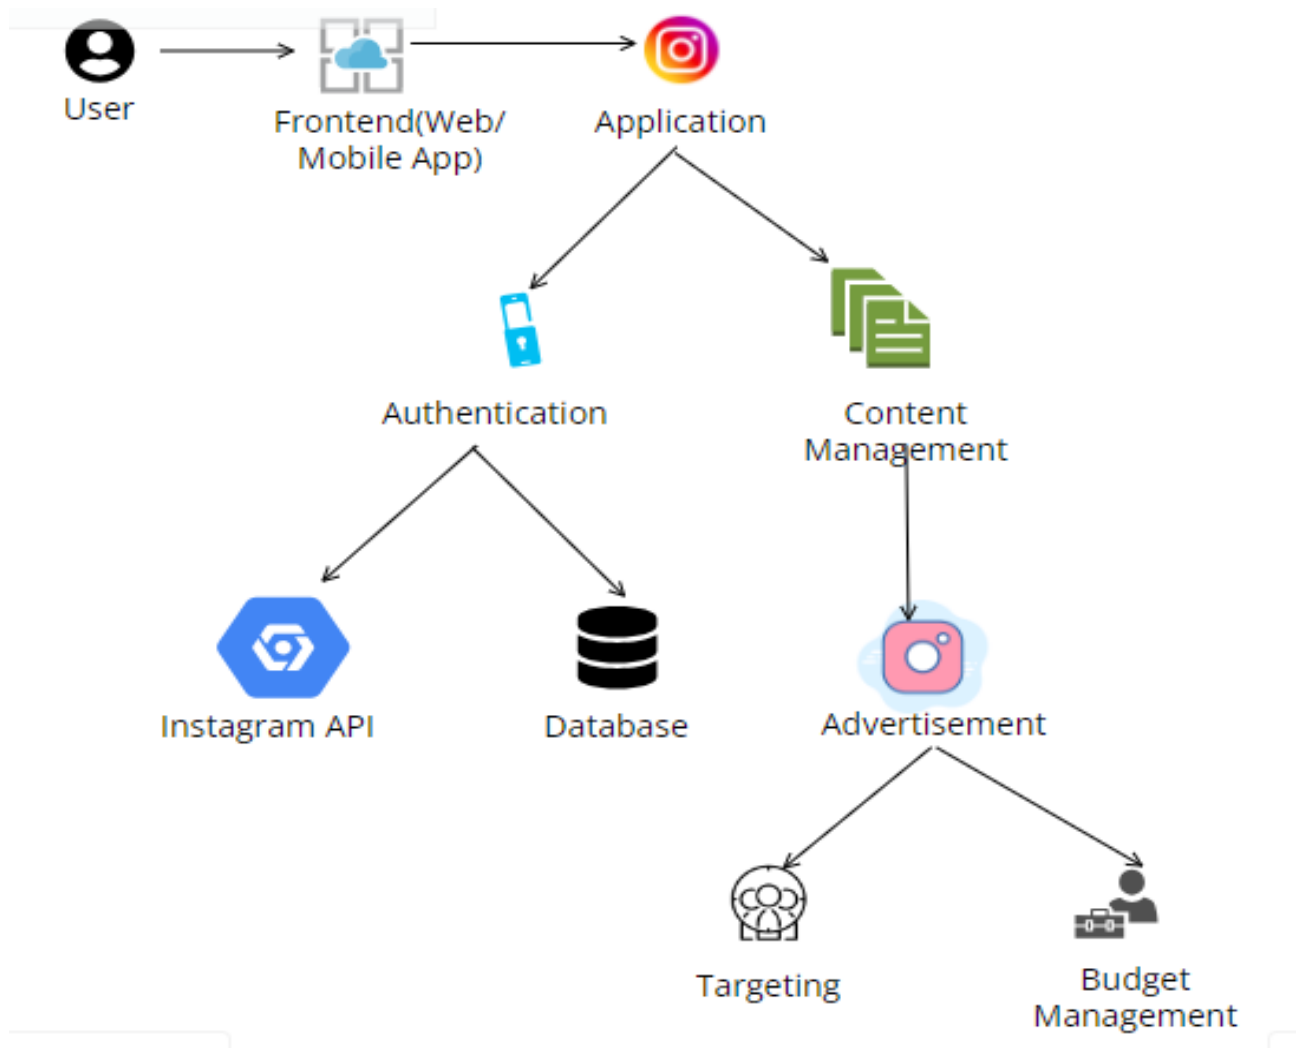 User
Frontend(Web/
Mobile App)
Application
Authentication
Content
Management
Instagram API
Database
Advertisement
Targeting
Budget
Management